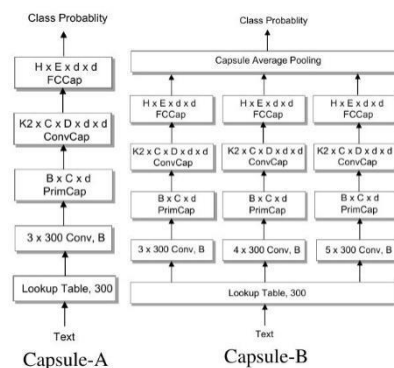 Class Probablity
H x E x d x d
FCCap
K2 x C x D x d x d
ConvCap
B x C x d
PrimCap
3 x 300 Conv, B
Lookup Table, 300
Text
Capsule-A
Class Probablity
Capsule Average Pooling
H x E x d x d
FCCap
H x E x d x d
FCCap
H x E x d x d
FCCap
K2 x C x D x d x d
ConvCap
K2 x C x D x d x d
ConvCap
K2 x C x D x d x d
ConvCap
B x C x d
PrimCap
B x C x d
PrimCap
B x C x d
PrimCap
3 x 300 Conv, B
4 x 300 Conv, B
5 x 300 Conv, B
Lookup Table, 300
Text
Capsule-B